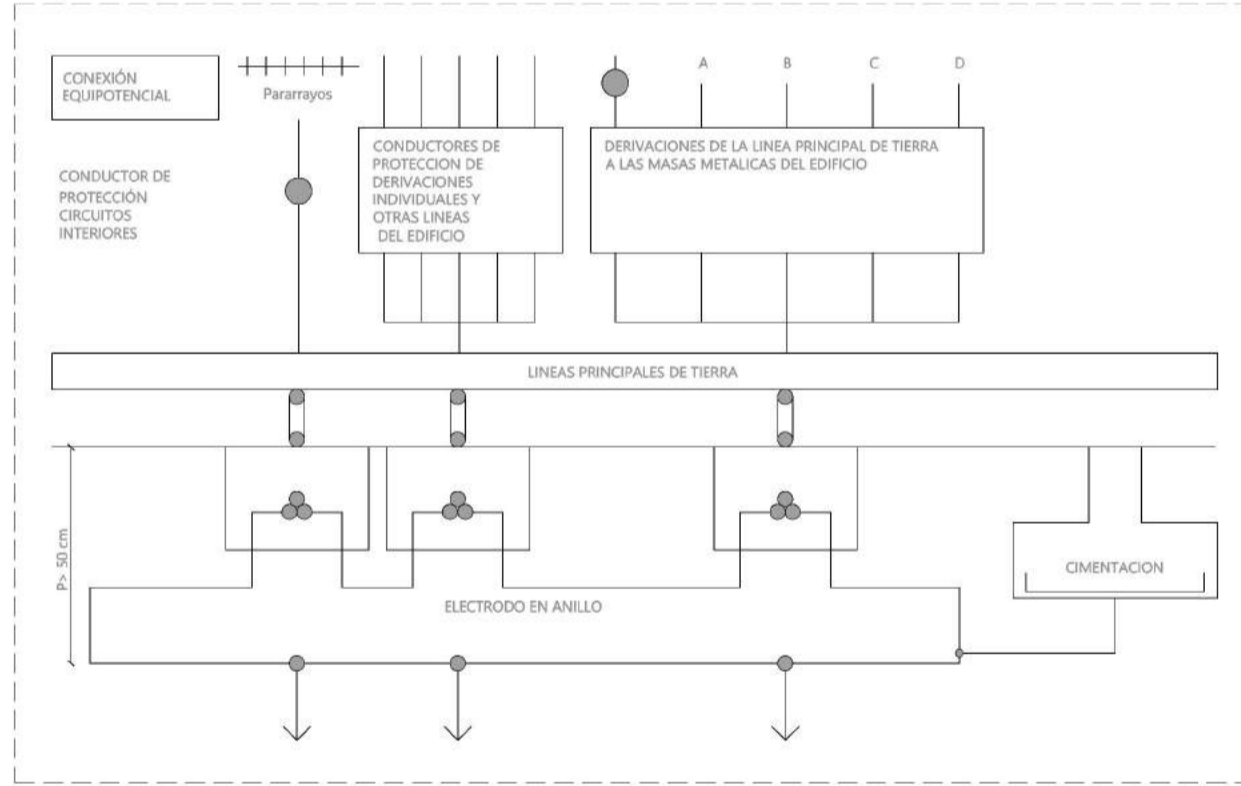 CONEXIÓN
EQUIPOTENCIAL
Pararrayos
CONDUCTOR DE
PROTECCIÓN
CIRCUITOS
INTERIORES
CONDUCTORES DE
PROTECCION DE
DERIVACIONES
INDIVIDUALES Y
OTRAS LINEAS
DEL EDIFICIO
A
B
C
D
DERIVACIONES DE LA LINEA PRINCIPAL DE TIERRA
A LAS MASAS METALICAS DEL EDIFICIO
LINEAS PRINCIPALES DE TIERRA
P> 50 cm
ELECTRODO EN ANILLO
CIMENTACION